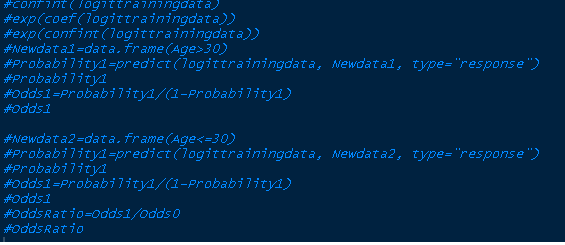 #confint(logittrainingdata)
#exp(coef(logittrainingdata))
#exp(confint(logittrainingdata))
#Newdata1=data.frame(Age>30)
#Probability1=predict(logittrainingdata, Newdata1, type="response")
#Probability1
#Odds1=Probability1/(1-Probability1)
#Odds1
#Newdata2=data.frame(Age<=30)
#Probability1=predict(logittrainingdata, Newdata2, type="response")
#Probability1
#Odds1=Probability1/(1-Probability1)
#Odds1
#OddsRatio=Odds1/Odds0
#OddsRatio